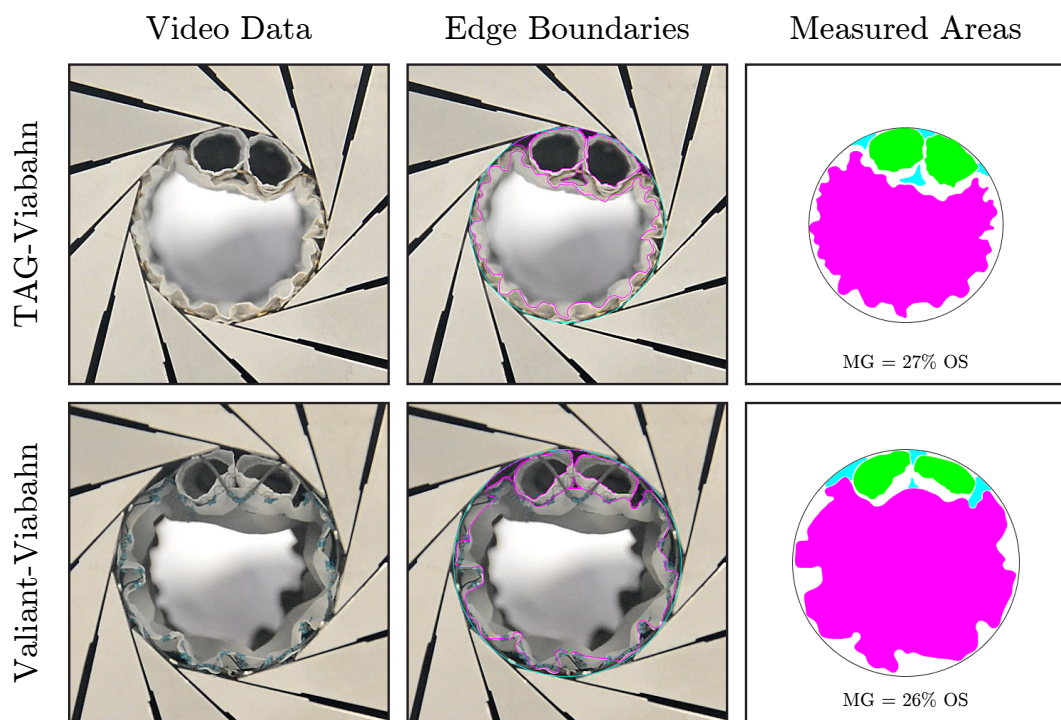 Video Data
Edge Boundaries
Measured Areas
TAG-Viabahn
MG = 27% OS
Valiant-Viabahn
MG = 26% OS